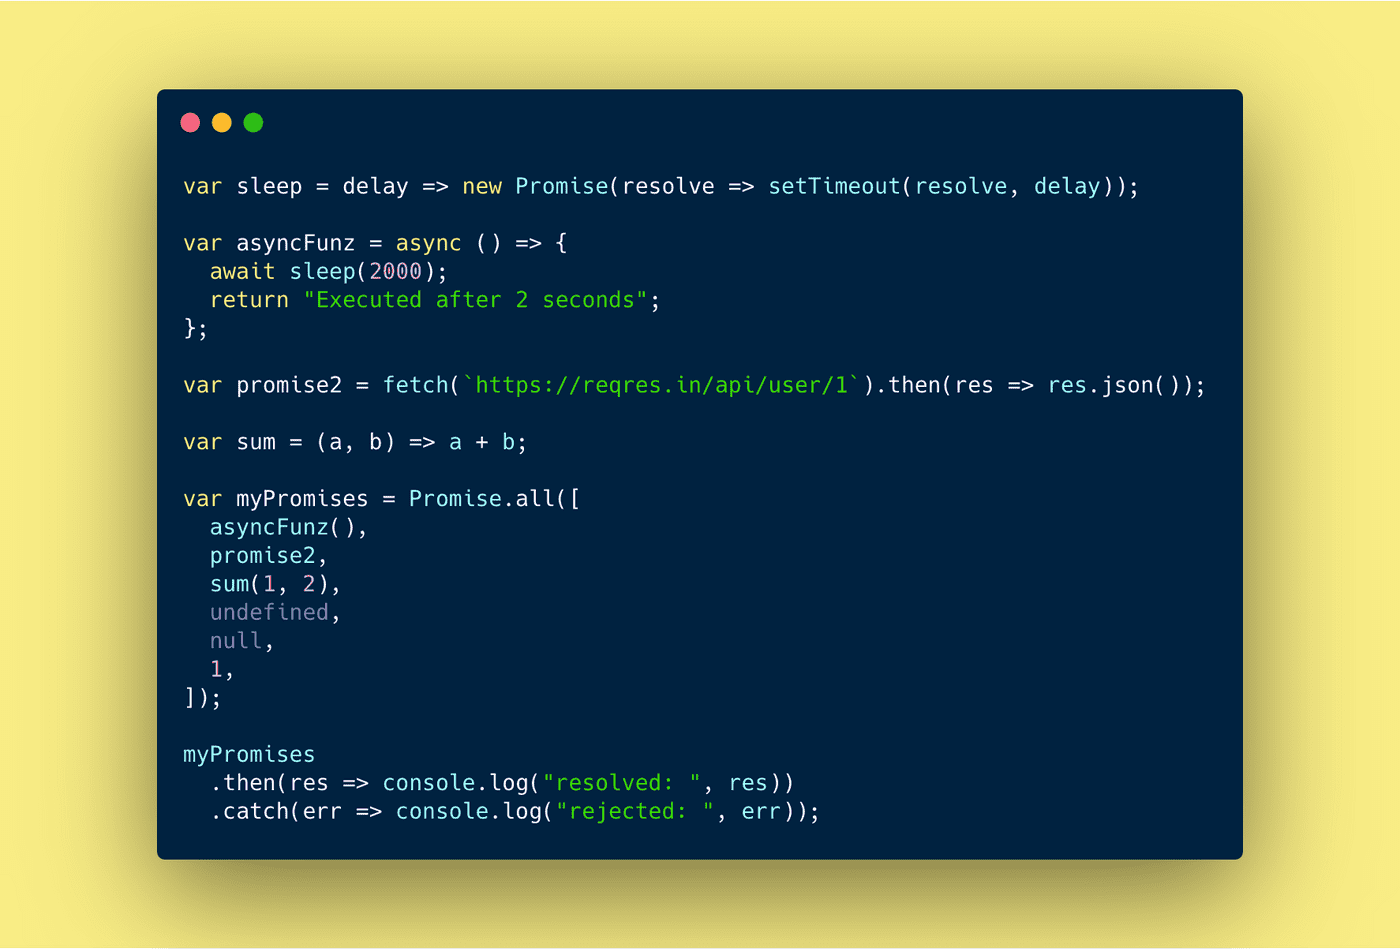 var sleep = delay => new Promise(resolve => setTimeout(resolve, delay));
var asyncFunz = async () => {
  await sleep(2000);
  return "Executed after 2 seconds";
};
var promise2 = fetch(`https://reqres.in/api/user/1`).then(res => res.json());
var sum = (a, b) => a + b;
var myPromises = Promise.all([
  asyncFunz(),
  promise2,
  sum(1, 2),
  undefined,
  null,
  1,
]);
myPromises
  .then(res => console.log("resolved: ", res))
  .catch(err => console.log("rejected: ", err));